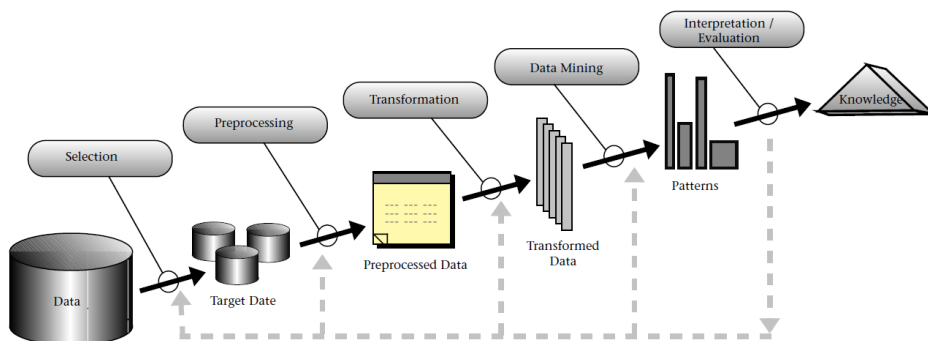 Interpretation /
Evaluation
Data Mining
Transformation
Preprocessing
Selection
Data
Target Date
Preprocessed Data
Transformed
Data
Patterns
Knowledge